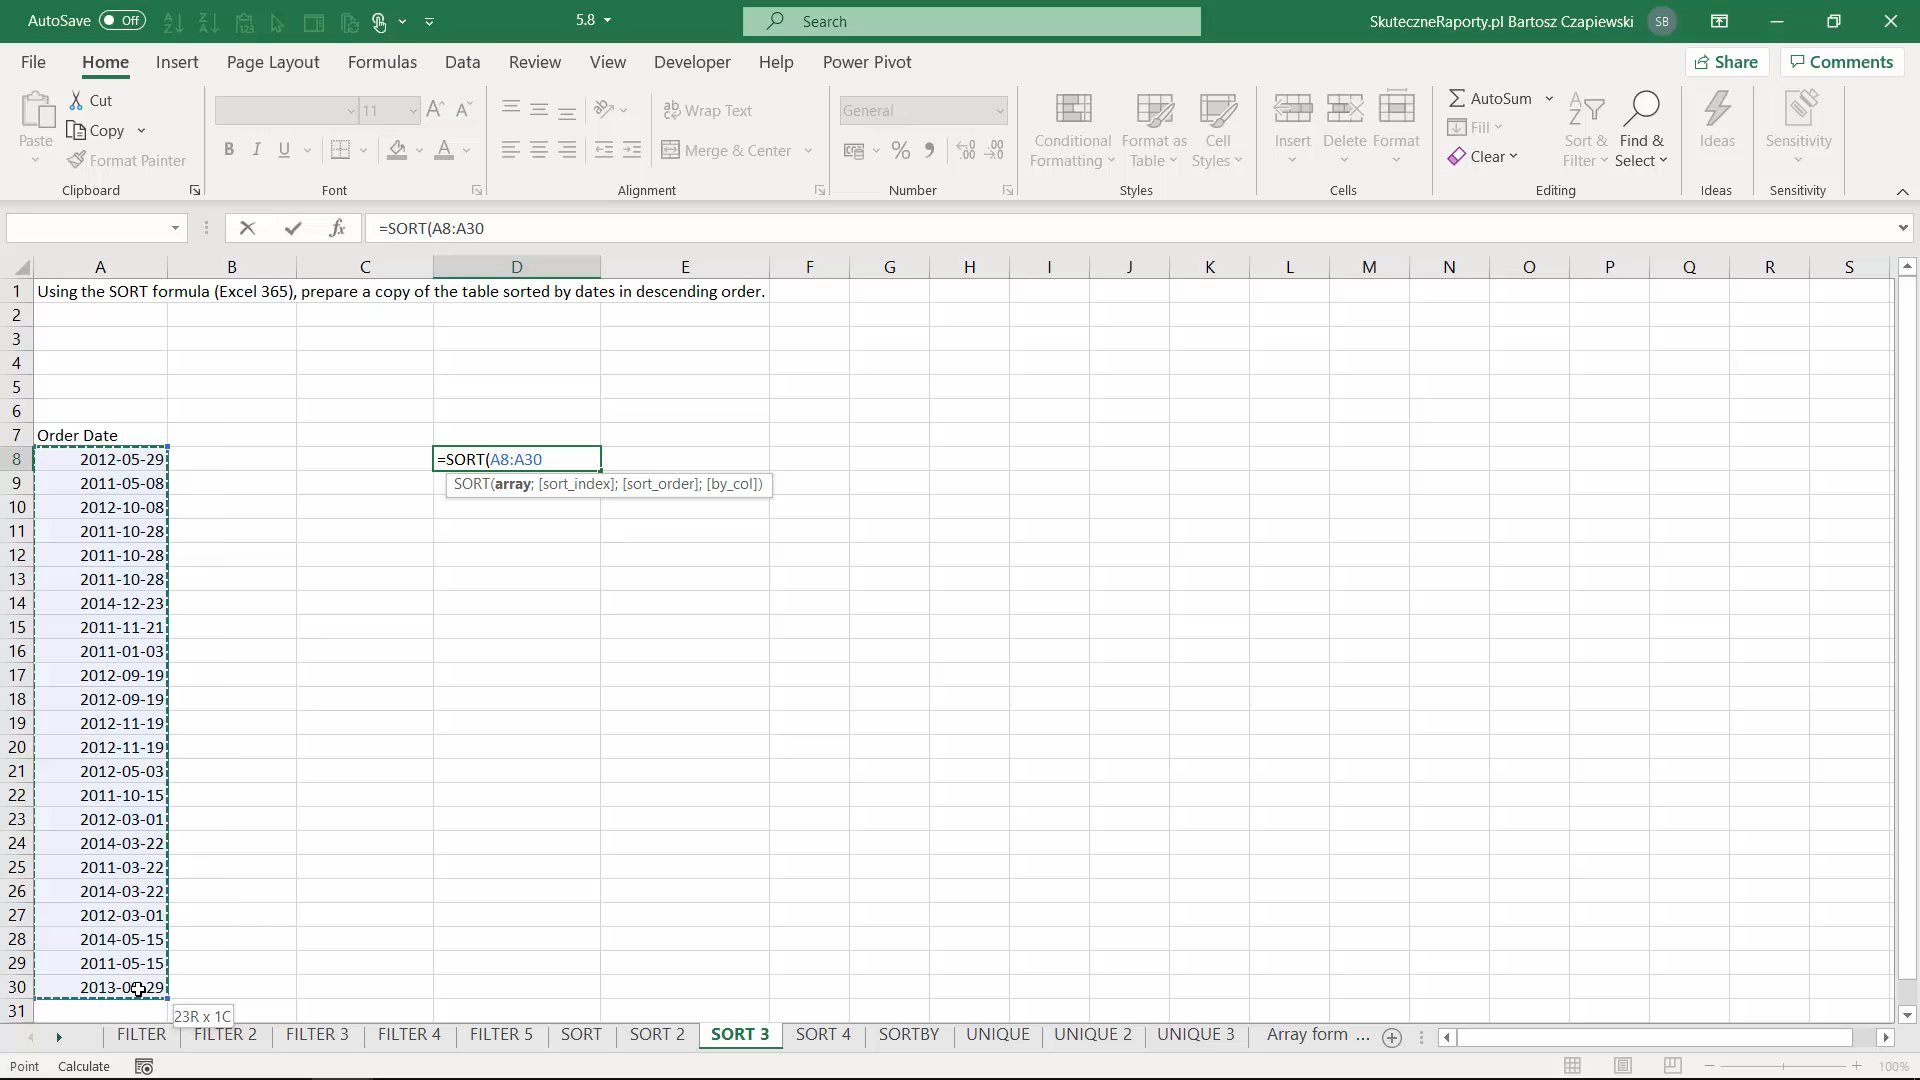 AutoSave Off 5.8 Search SkuteczneRaporty.pl Bartosz Czapiewski SB
File Home Insert Page Layout Formulas Data Review View Developer Help Power Pivot Share Comments
Paste Cut Copy Format Painter Clipboard
11 B I U A Font
Wrap Text Merge & Center Alignment
General % Number
Conditional Formatting Format as Table Cell Styles Styles
Insert Delete Format Cells
AutoSum Fill Clear Sort & Filter Find & Select Editing
Ideas Ideas
Sensitivity Sensitivity
fx =SORT(A8:A30
A B C D E F G H I J K L M N O P Q R S
1 Using the SORT formula (Excel 365), prepare a copy of the table sorted by dates in descending order.
2
3
4
5
6
7 Order Date
8 2012-05-29 =SORT(A8:A30
SORT(array; [sort_index]; [sort_order]; [by_col])
9 2011-05-08
10 2012-10-08
11 2011-10-28
12 2011-10-28
13 2011-10-28
14 2014-12-23
15 2011-11-21
16 2011-01-03
17 2012-09-19
18 2012-09-19
19 2012-11-19
20 2012-11-19
21 2012-05-03
22 2011-10-15
23 2012-03-01
24 2014-03-22
25 2011-03-22
26 2014-03-22
27 2012-03-01
28 2014-05-15
29 2011-05-15
30
31
23R x 1C
FILTER FILTER 2 FILTER 3 FILTER 4 FILTER 5 SORT SORT 2 SORT 3 SORT 4 SORTBY UNIQUE UNIQUE 2 UNIQUE 3 Array form ...
Point Calculate 100%